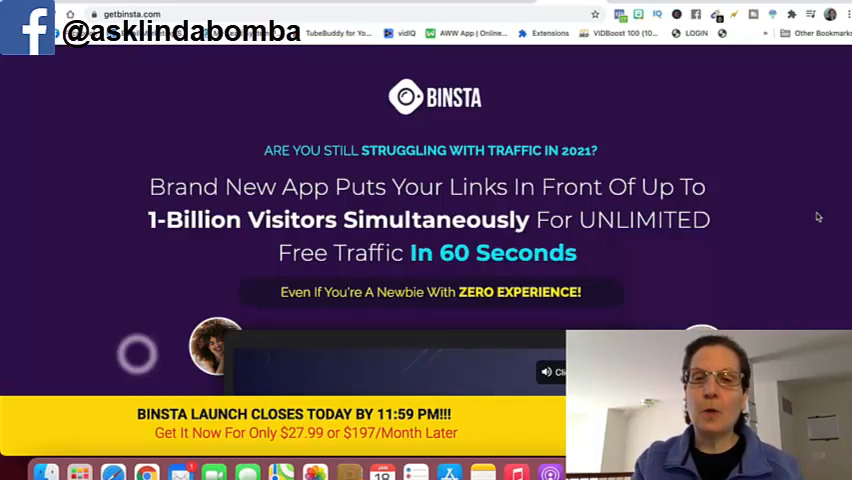 getbinsta.com
@asklindabomba
TubeBuddy for Yo... vidIQ AWW App | Online... Extensions VIDBoost 100 (10... LOGIN » Other Bookmarks
BINSTA
ARE YOU STILL STRUGGLING WITH TRAFFIC IN 2021?
Brand New App Puts Your Links In Front Of Up To
1-Billion Visitors Simultaneously For UNLIMITED
Free Traffic In 60 Seconds
Even If You're A Newbie With ZERO EXPERIENCE!
BINSTA LAUNCH CLOSES TODAY BY 11:59 PM!!!
Get It Now For Only $27.99 or $197/Month Later